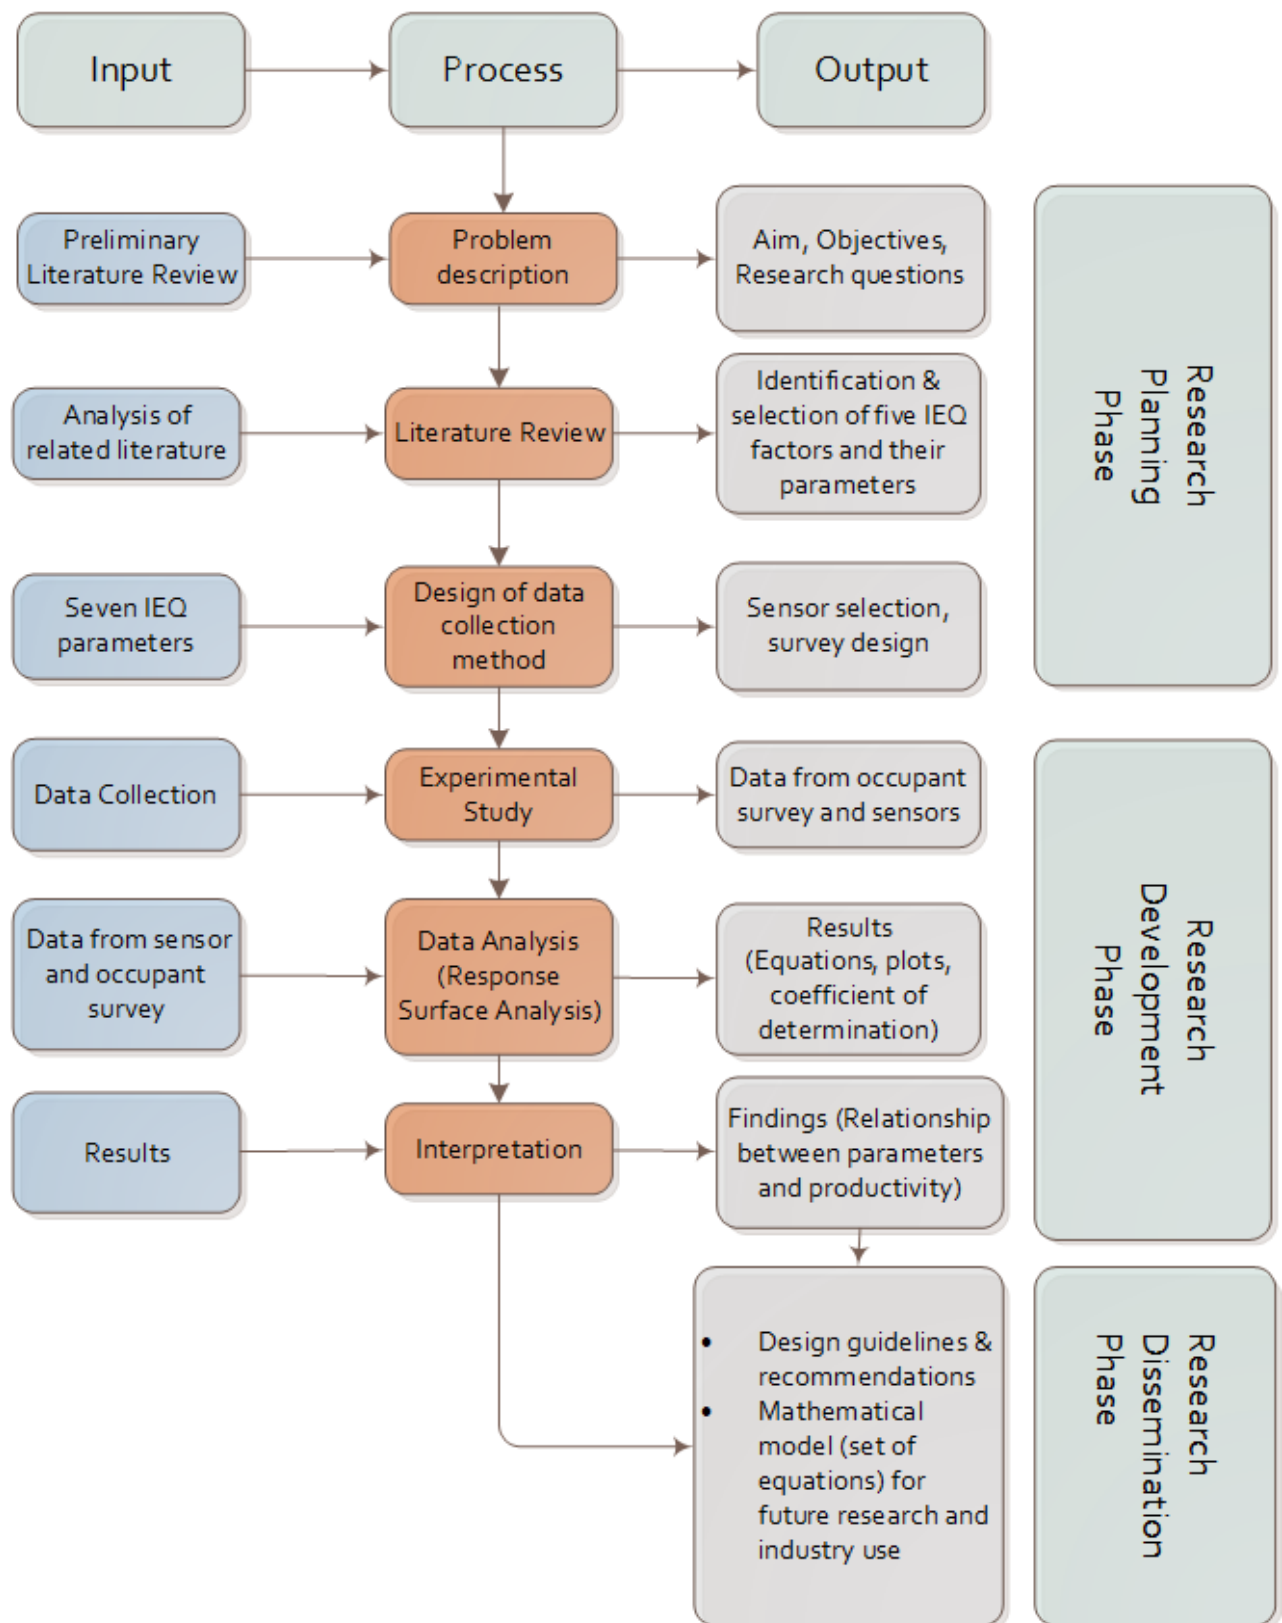 Input
Process
Output
Preliminary
Literature Review
Problem
description
Aim, Objectives,
Research questions
Analysis of
related literature
Literature Review
Identification &
selection of five IEQ
factors and their
parameters
Seven IEQ
parameters
Design of data
collection
method
Sensor selection,
survey design
Research
Planning
Phase
Data Collection
Experimental
Study
Data from occupant
survey and sensors
Data from sensor
and occupant
survey
Data Analysis
(Response
Surface Analysis)
Results
(Equations, plots,
coefficient of
determination)
Results
Interpretation
Findings (Relationship
between parameters
and productivity)
Research
Development
Phase
• Design guidelines &
recommendations
• Mathematical
model (set of
equations) for
future research and
industry use
Research
Dissemination
Phase